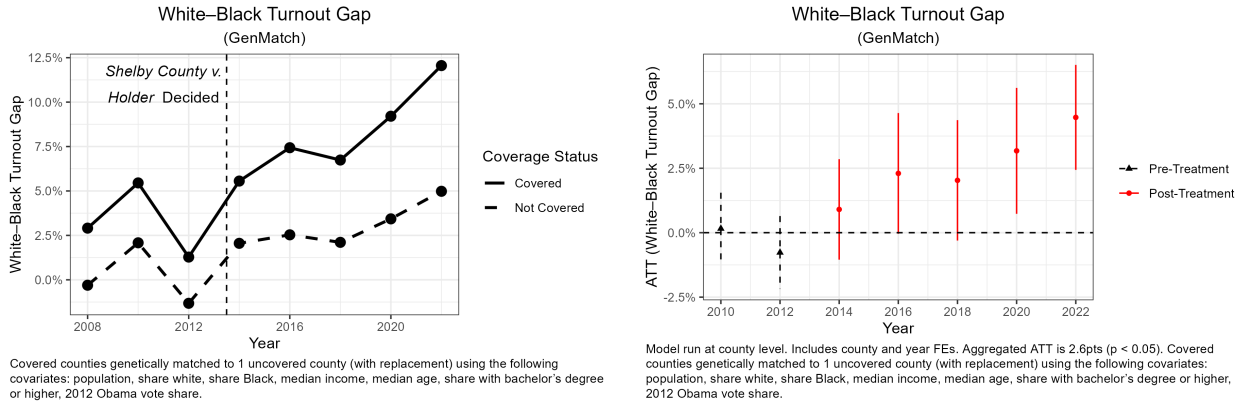 White–Black Turnout Gap
(GenMatch)
12.5%
10.0%
7.5%
5.0%
2.5%
0.0%
White–Black Turnout Gap
Shelby County v.
Holder Decided
2008
2012
2016
2020
Year
Coverage Status
Covered
Not Covered
Covered counties genetically matched to 1 uncovered county (with replacement) using the following
covariates: population, share white, share Black, median income, median age, share with bachelor's degree
or higher, 2012 Obama vote share.
White–Black Turnout Gap
(GenMatch)
5.0%
2.5%
0.0%
-2.5%
ATT (White–Black Turnout Gap)
2010
2012
2014
2016
2018
2020
2022
Year
Pre-Treatment
Post-Treatment
Model run at county level. Includes county and year FEs. Aggregated ATT is 2.6pts (p < 0.05). Covered
counties genetically matched to 1 uncovered county (with replacement) using the following covariates:
population, share white, share Black, median income, median age, share with bachelor's degree or higher,
2012 Obama vote share.